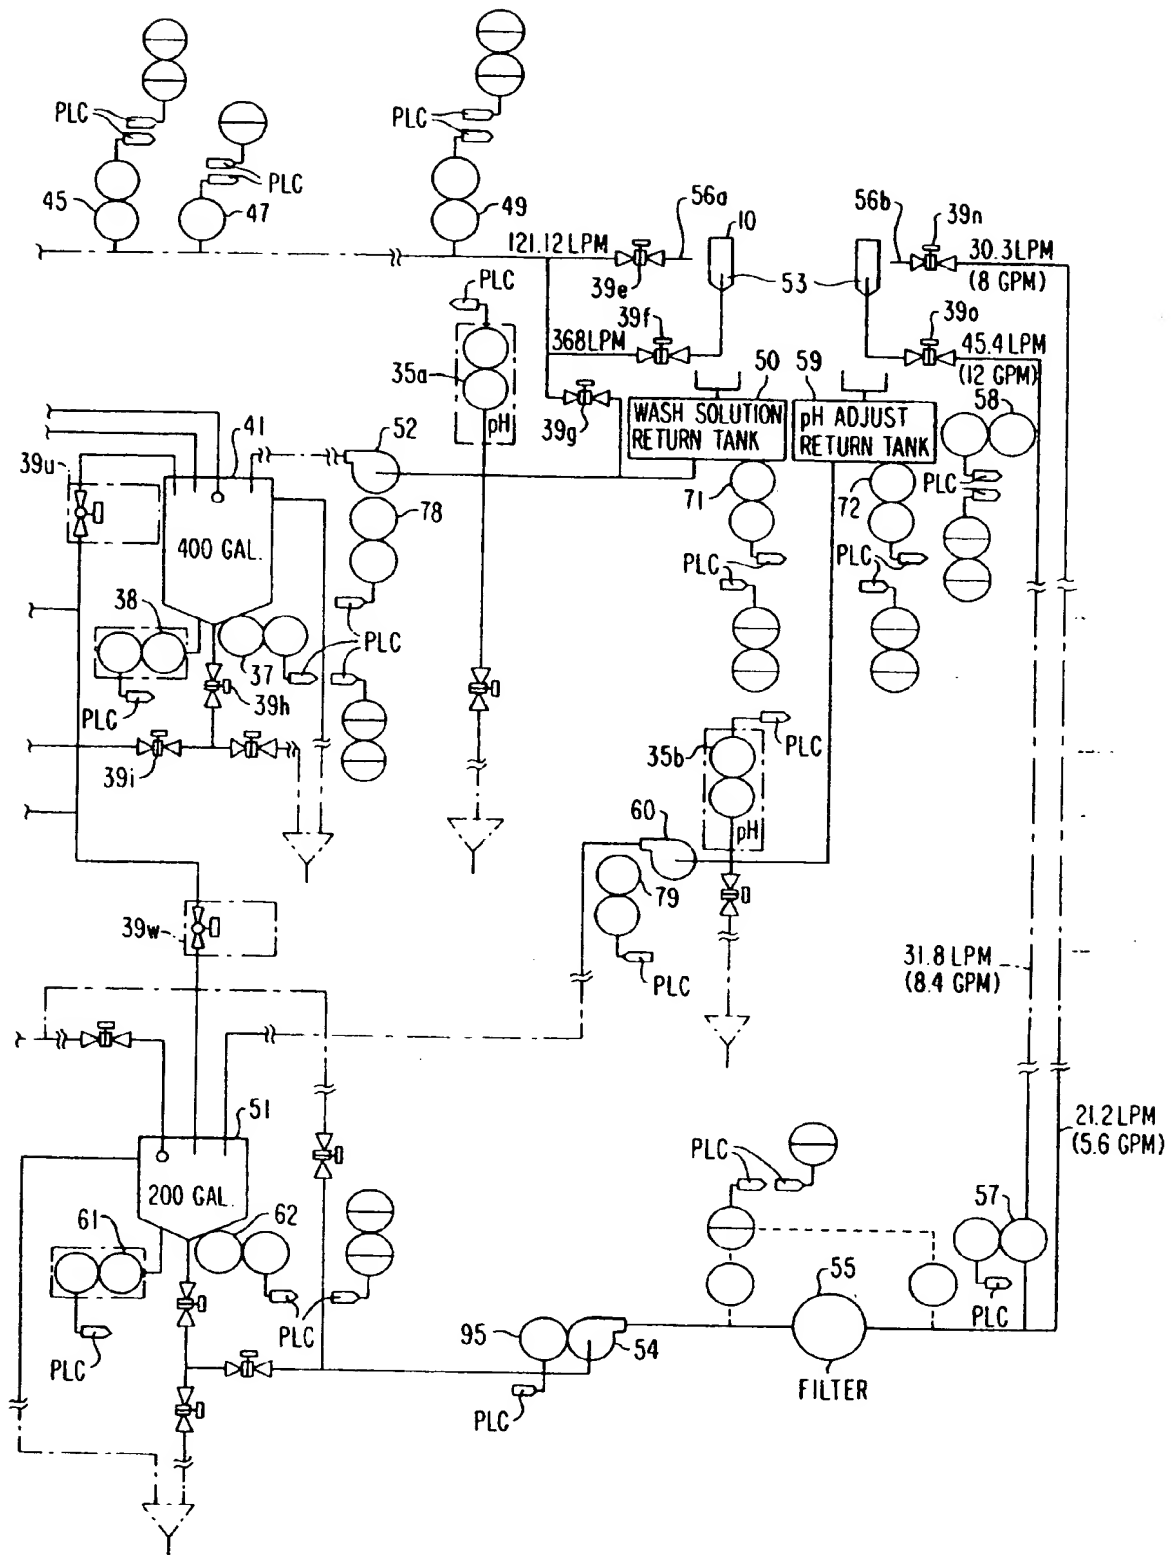 PLC
45
47
PLC
PLC
49
56a
10
56b
39n
121.12 LPM
30.3 LPM
(8 GPM)
39e
53
PLC
39f
39o
368 LPM
45.4 LPM
(12 GPM)
35a
pH
39g
50
59
58
WASH SOLUTION
RETURN TANK
pH ADJUST
RETURN TANK
39u
41
52
400 GAL.
78
71
72
PLC
PLC
PLC
38
37
PLC
39h
PLC
39i
35b
PLC
pH
60
79
PLC
39w
31.8 LPM
(8.4 GPM)
51
200 GAL.
21.2 LPM
(5.6 GPM)
PLC
61
62
57
55
PLC
PLC
95
54
PLC
FILTER
PLC